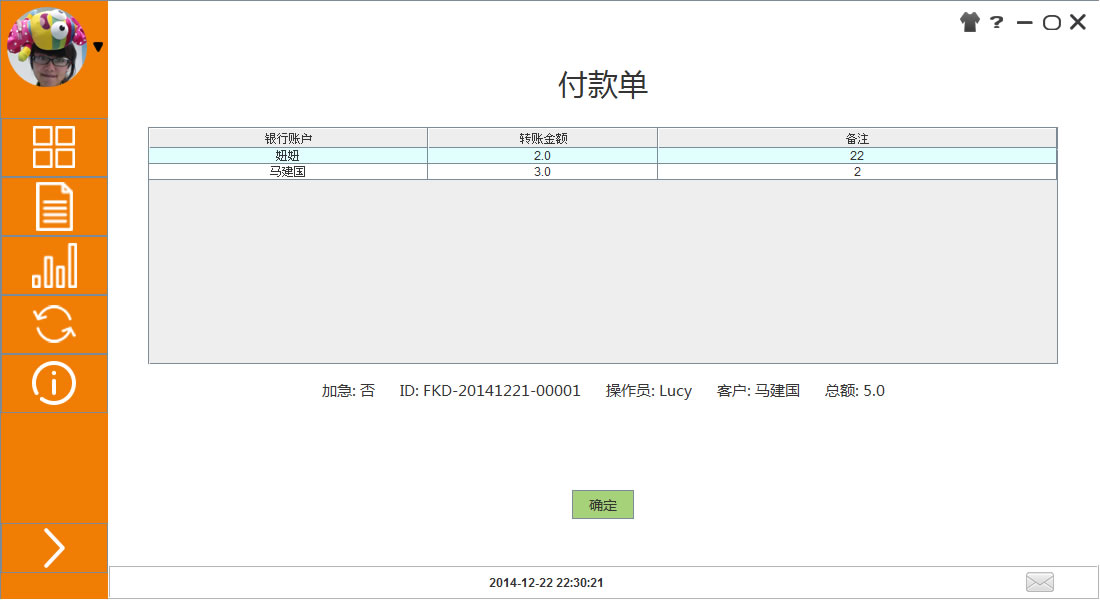 ?
付款单
银行账户 转账金额 备注
妞妞 2.0 22
马建国 3.0 2
加急: 否 ID: FKD-20141221-00001 操作员: Lucy 客户: 马建国 总额: 5.0
确定
2014-12-22 22:30:21